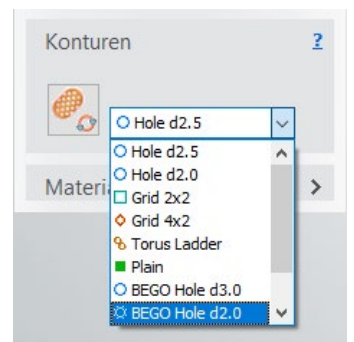 Konturen ?
Hole d2.5
Hole d2.5
Hole d2.0
Grid 2x2
Grid 4x2
Torus Ladder
Plain
BEGO Hole d3.0
BEGO Hole d2.0
Materia